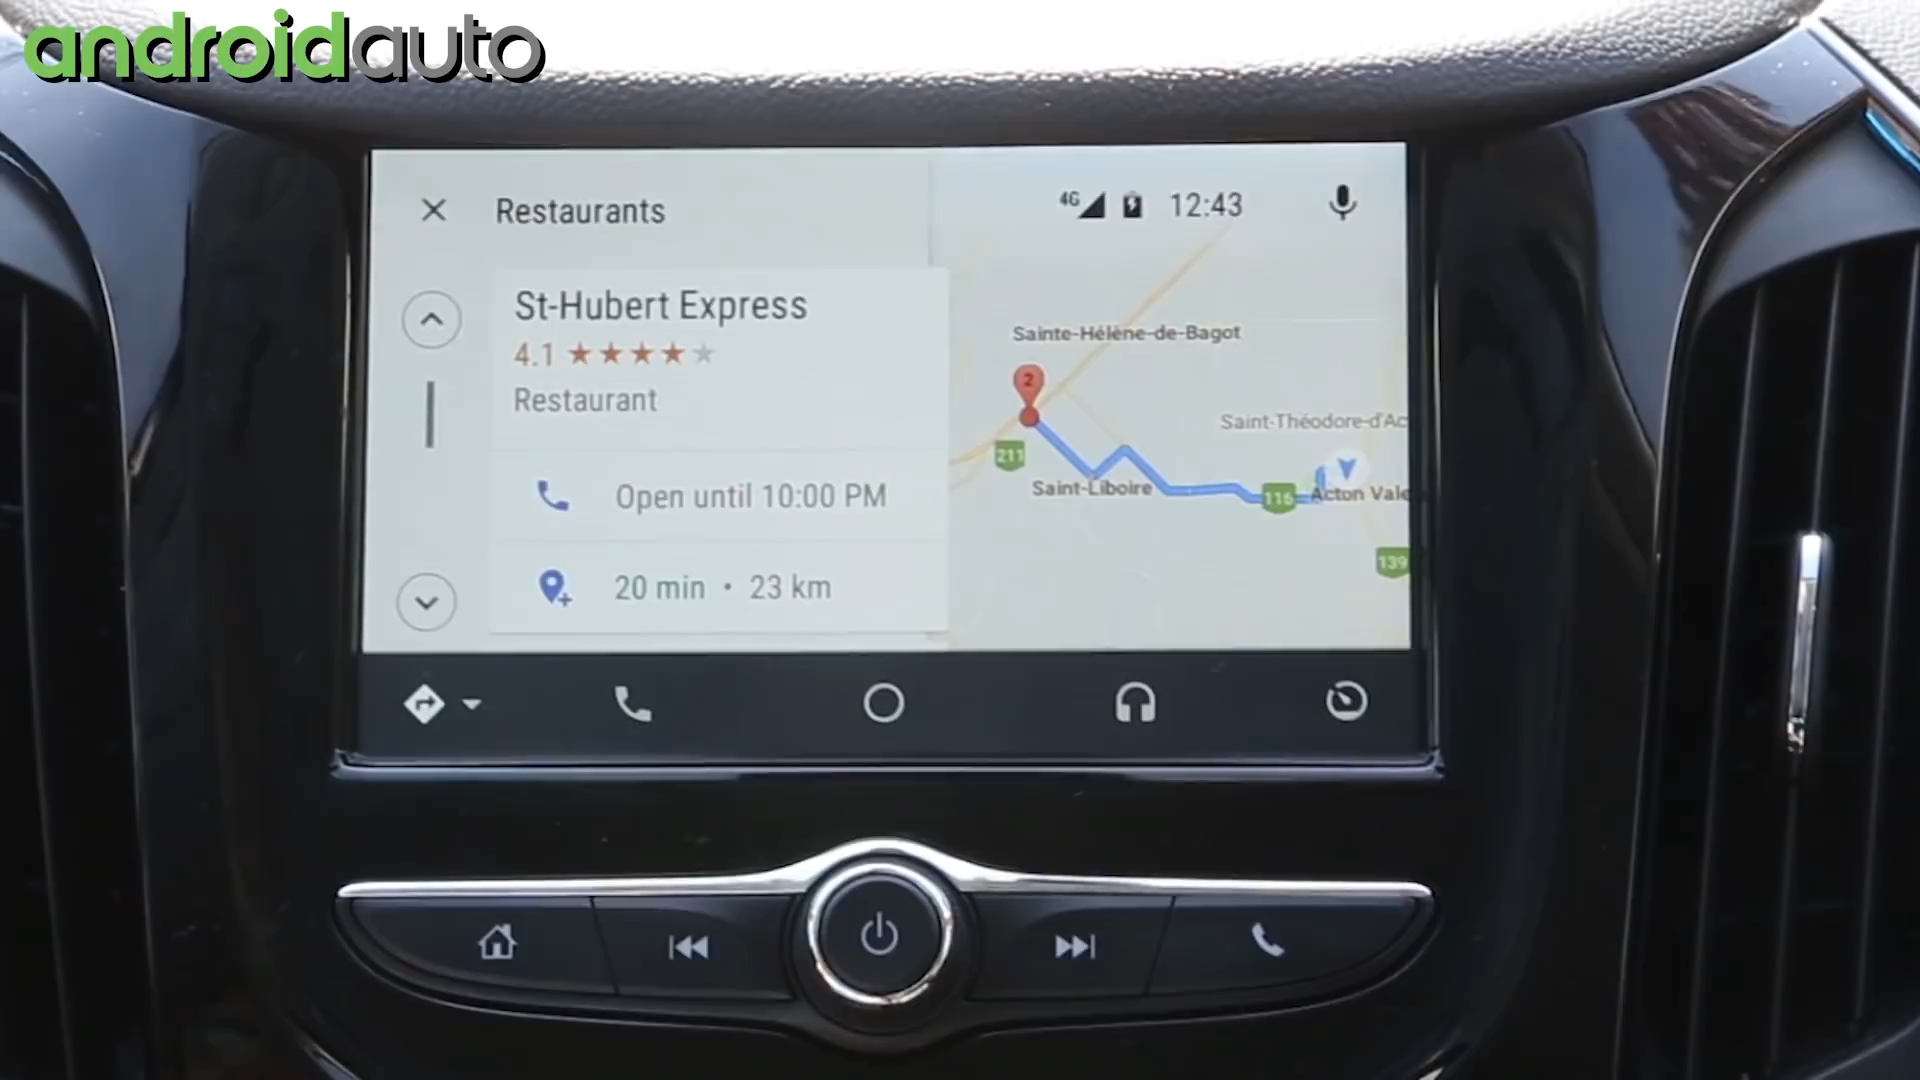 androidauto
Restaurants
4G 12:43
St-Hubert Express
4.1
Restaurant
Open until 10:00 PM
20 min • 23 km
Sainte-Hélène-de-Bagot
2
Saint-Théodore-d'Ac
211
Saint-Liboire
116
Acton Vale
139